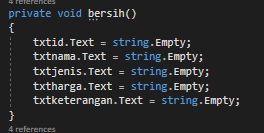 4 references
private void bersih()
{
txtid.Text = string.Empty;
txtnama.Text = string.Empty;
txtjenis.Text = string.Empty;
txtharga.Text = string.Empty;
txtketerangan.Text = string.Empty;
}
4 references